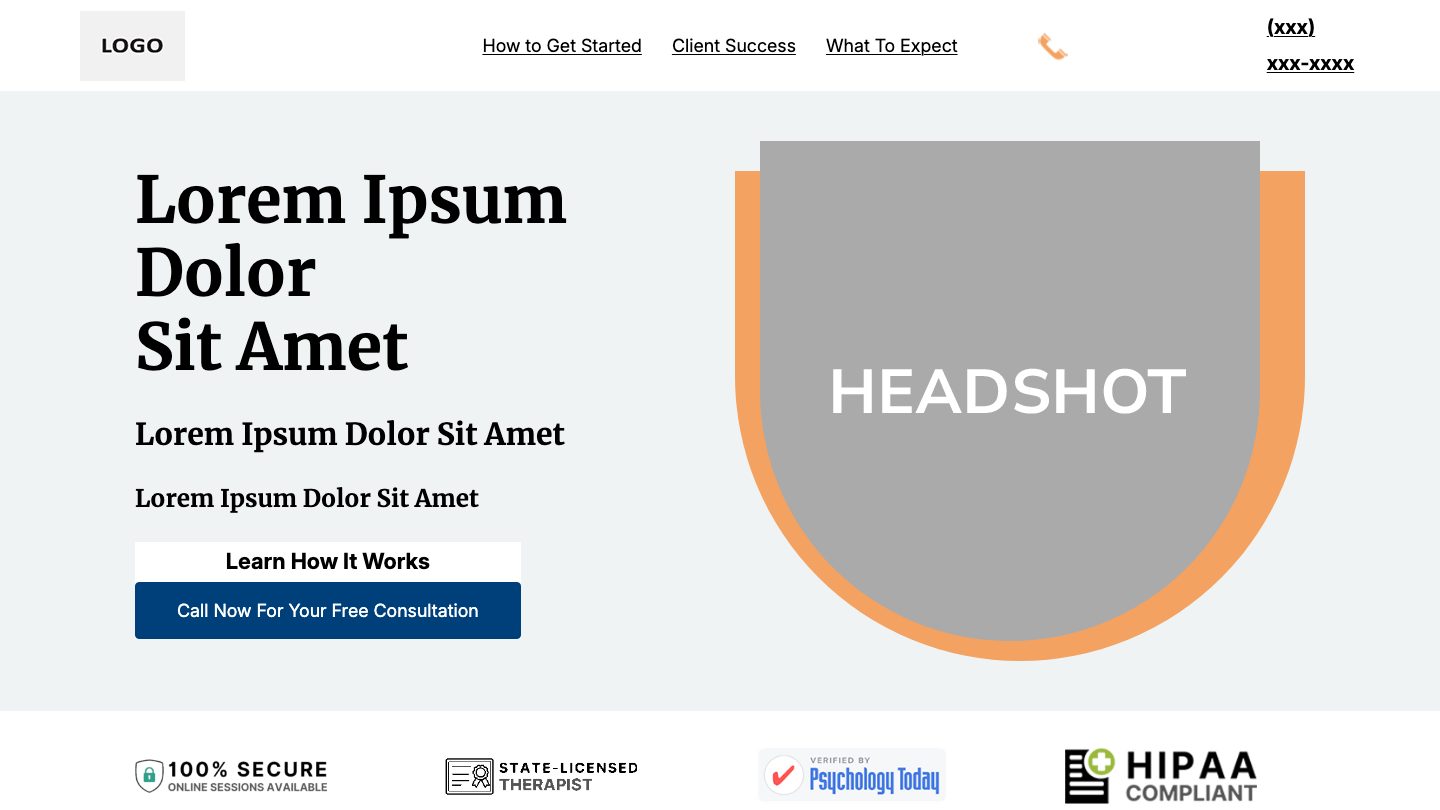 LOGO
How to Get Started
Client Success
What To Expect
(xxx)
xxx-xxxx
Lorem Ipsum
Dolor
Sit Amet
Lorem Ipsum Dolor Sit Amet
Lorem Ipsum Dolor Sit Amet
Learn How It Works
Call Now For Your Free Consultation
HEADSHOT
100% SECURE
ONLINE SESSIONS AVAILABLE
STATE-LICENSED
THERAPIST
VERIFIED BY
Psychology Today
HIPAA
COMPLIANT